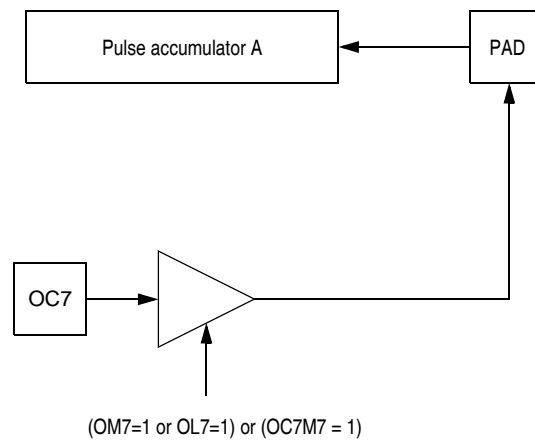 Pulse accumulator A
PAD
OC7
(OM7=1 or OL7=1) or (OC7M7 = 1)